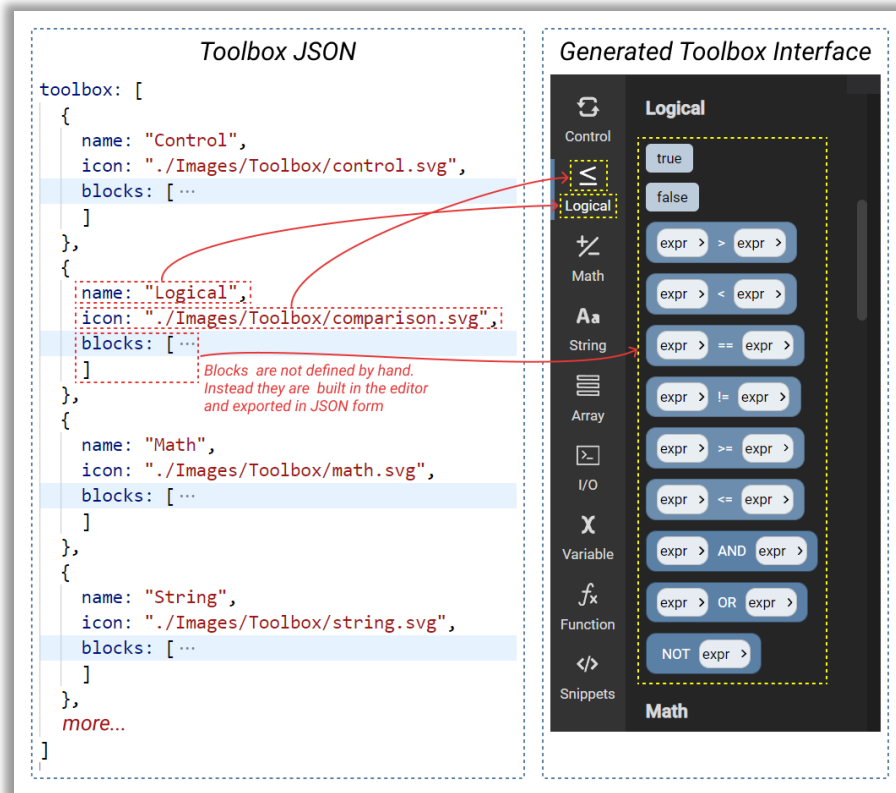 Toolbox JSON
toolbox: [
{
name: "Control",
icon: "./Images/Toolbox/control.svg",
blocks: [ ···
]
},
{
name: "Logical",
icon: "./Images/Toolbox/comparison.svg",
blocks: [ ···
]
Blocks are not defined by hand.
Instead they are built in the editor
and exported in JSON form
},
{
name: "Math",
icon: "./Images/Toolbox/math.svg",
blocks: [ ···
]
},
{
name: "String",
icon: "./Images/Toolbox/string.svg",
blocks: [ ···
]
},
more...
]
Generated Toolbox Interface
Control
≤
Logical
+/−
Math
Aa
String
Array
>_
I/O
X
Variable
fx
Function
</>
Snippets
Logical
true
false
expr > > expr >
expr > < expr >
expr > == expr >
expr > != expr >
expr > >= expr >
expr > <= expr >
expr > AND expr >
expr > OR expr >
NOT expr >
Math